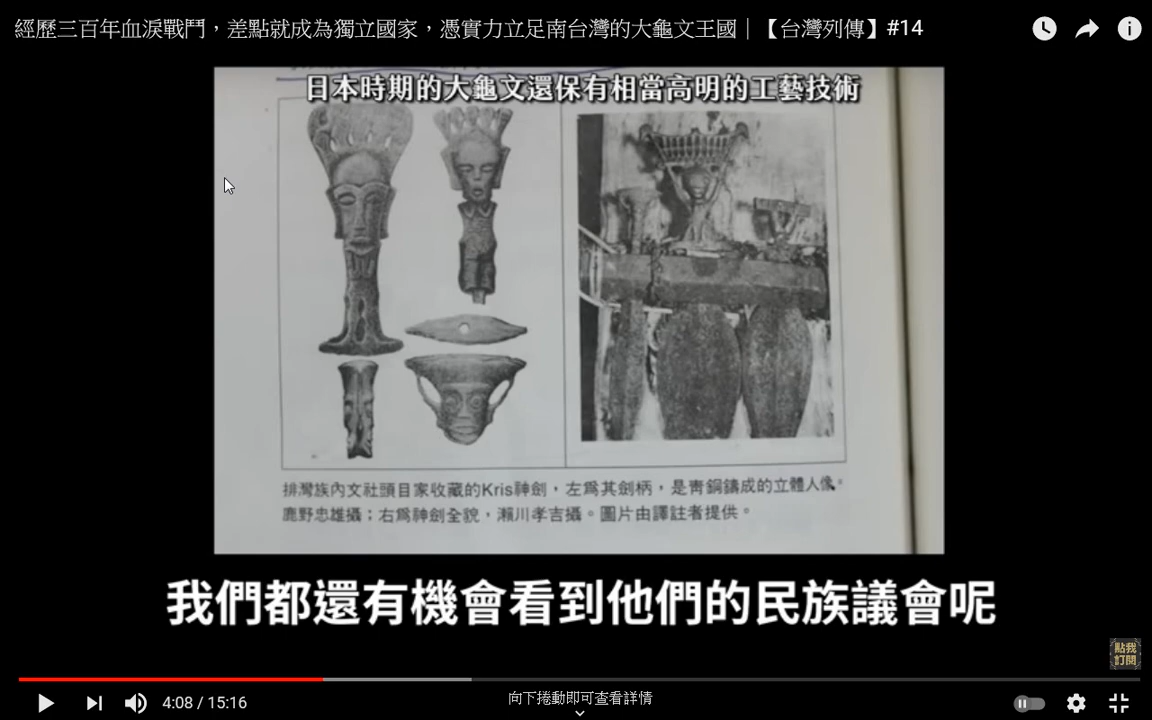 經歷三百年血淚戰鬥，差點就成為獨立國家，憑實力立足南台灣的大龜文王國｜【台灣列傳】#14
日本時期的大龜文還保有相當高明的工藝技術
排灣族內文社頭目家收藏的Kris神劍，左為其劍柄，是青銅鑄成的立體人像。
鹿野忠雄攝；右為神劍全貌，瀨川孝吉攝。圖片由譯註者提供。
我們都還有機會看到他們的民族議會呢
點我
訂閱
4:08 / 15:16
向下捲動即可查看詳情